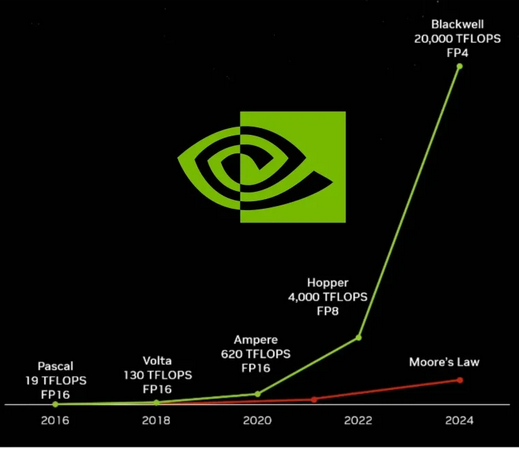 Blackwell
20,000 TFLOPS
FP4
Hopper
4,000 TFLOPS
FP8
Ampere
620 TFLOPS
FP16
Volta
130 TFLOPS
FP16
Pascal
19 TFLOPS
FP16
Moore's Law
2016
2018
2020
2022
2024